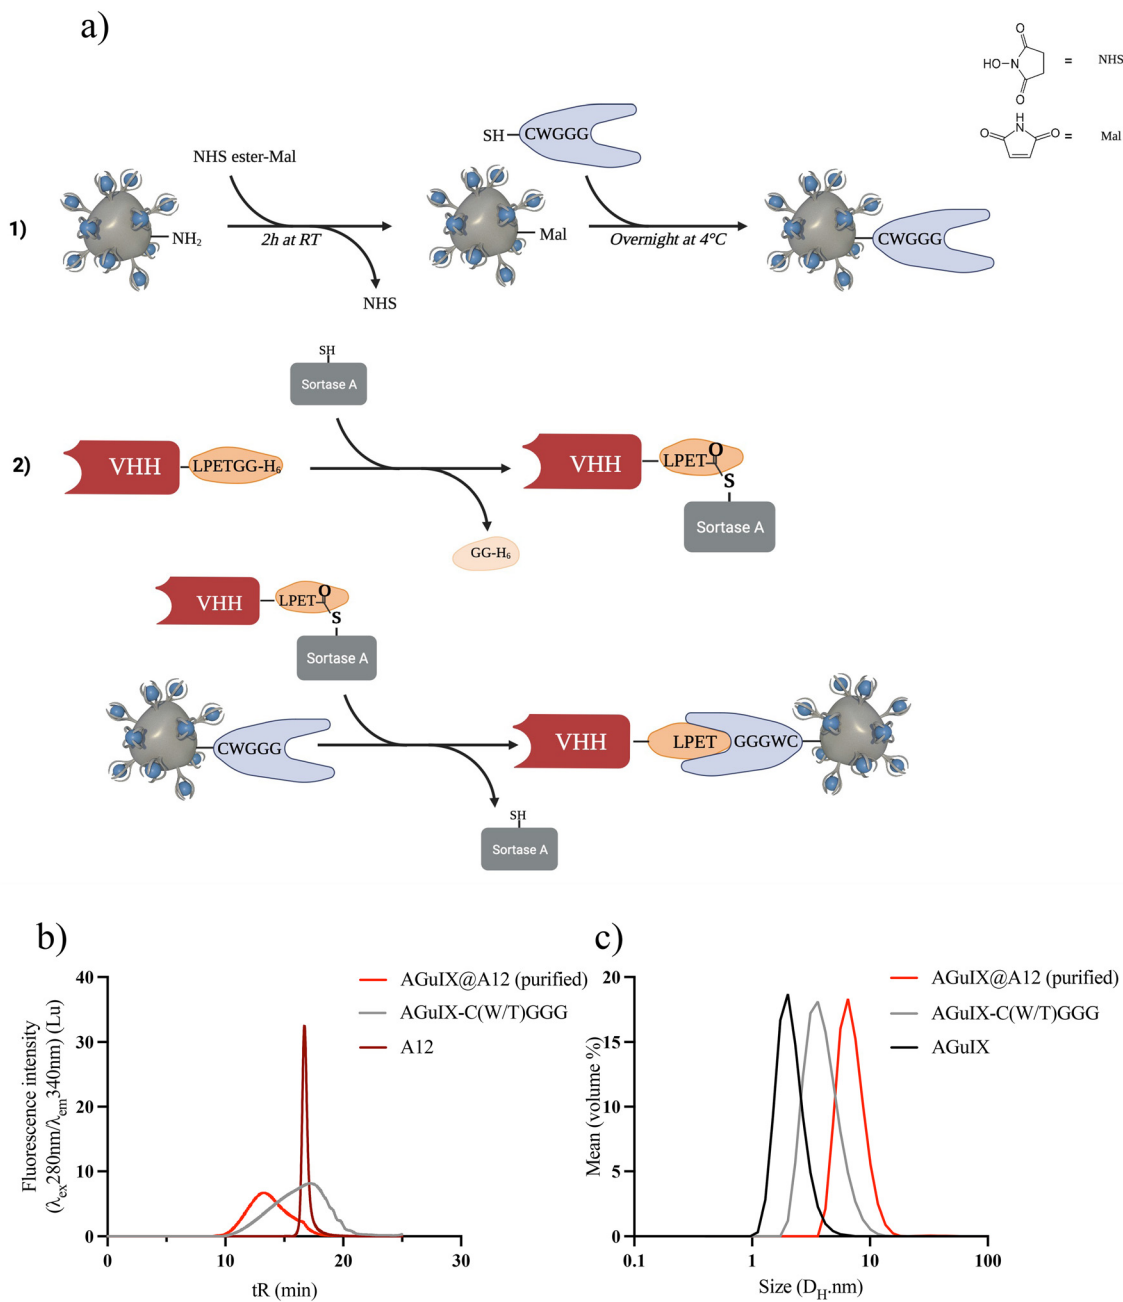 a)
O
HO
N
= NHS
O
H
N
O
O
= Mal
SH
CWGGG
NHS ester-Mal
1)
NH2
2h at RT
Mal
Overnight at 4°C
CWGGG
NHS
SH
Sortase A
2)
VHH
LPETGG-H6
VHH
LPET
O
S
Sortase A
GG-H6
VHH
LPET
O
S
Sortase A
CWGGG
VHH
LPET
GGGWC
SH
Sortase A
b)
Fluorescence intensity
(λex280nm/λem340nm) (Lu)
40
30
20
10
0
0
10
20
30
tR (min)
AGuIX@A12 (purified)
AGuIX-C(W/T)GGG
A12
c)
Mean (volume %)
20
15
10
5
0
0.1
1
10
100
Size (DH.nm)
AGuIX@A12 (purified)
AGuIX-C(W/T)GGG
AGuIX